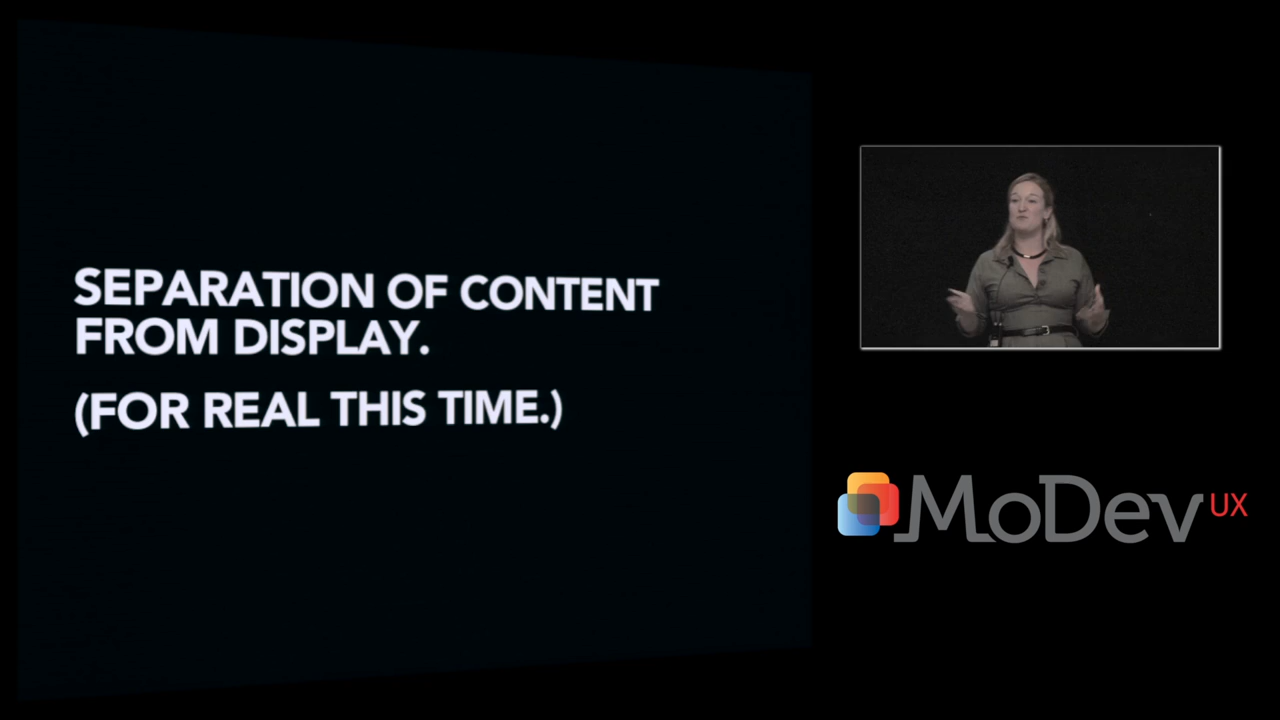 SEPARATION OF CONTENT
FROM DISPLAY.
(FOR REAL THIS TIME.)
MoDev UX